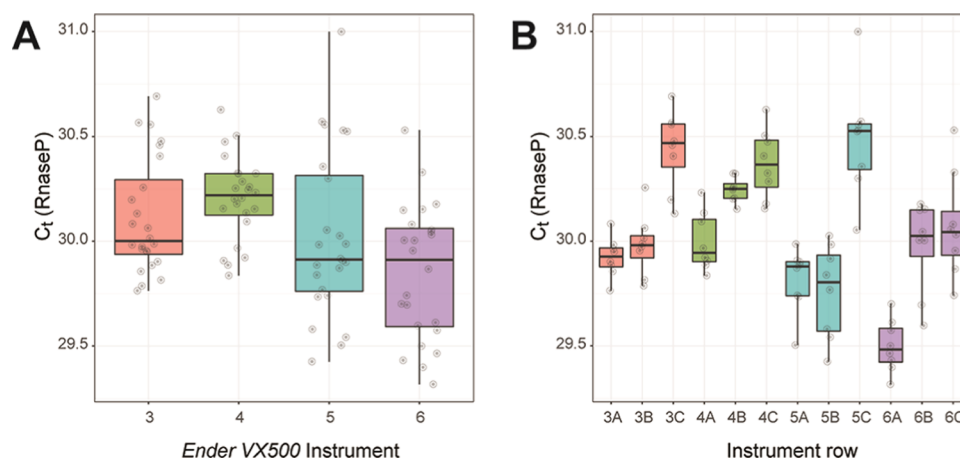 A
B
Ct (RnaseP)
31.0
30.5
30.0
29.5
3 4 5 6
Ender VX500 Instrument
Ct (RnaseP)
31.0
30.5
30.0
29.5
3A 3B 3C 4A 4B 4C 5A 5B 5C 6A 6B 6C
Instrument row